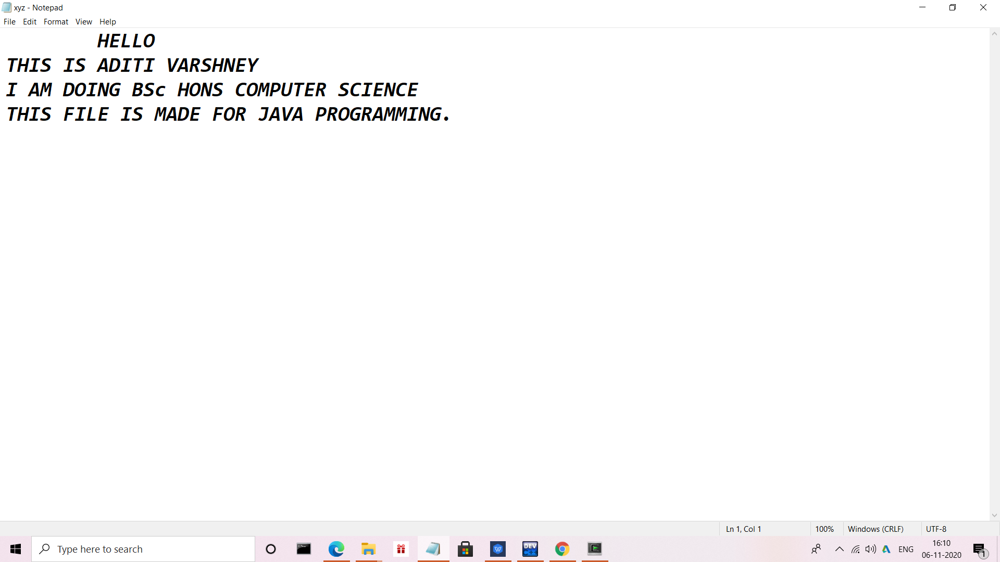 xyz - Notepad
File Edit Format View Help
HELLO
THIS IS ADITI VARSHNEY
I AM DOING BSc HONS COMPUTER SCIENCE
THIS FILE IS MADE FOR JAVA PROGRAMMING.
Ln 1, Col 1 100% Windows (CRLF) UTF-8
Type here to search
W
DEV
C++
ENG
16:10
06-11-2020
1